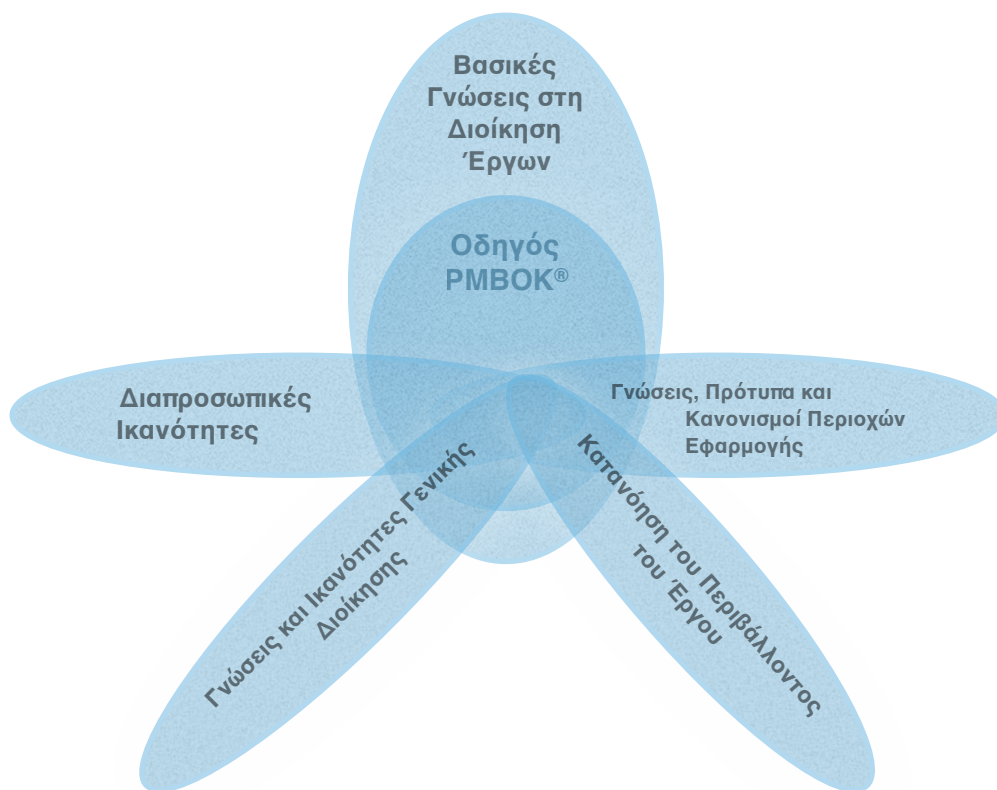 Βασικές
Γνώσεις στη
Διοίκηση
Έργων
Οδηγός
PMBOK®
Διαπροσωπικές
Ικανότητες
Γνώσεις, Πρότυπα και
Κανονισμοί Περιοχών
Εφαρμογής
Γνώσεις και Ικανότητες Γενικής
Διοίκησης
Κατανόηση του Περιβάλλοντος
του Έργου